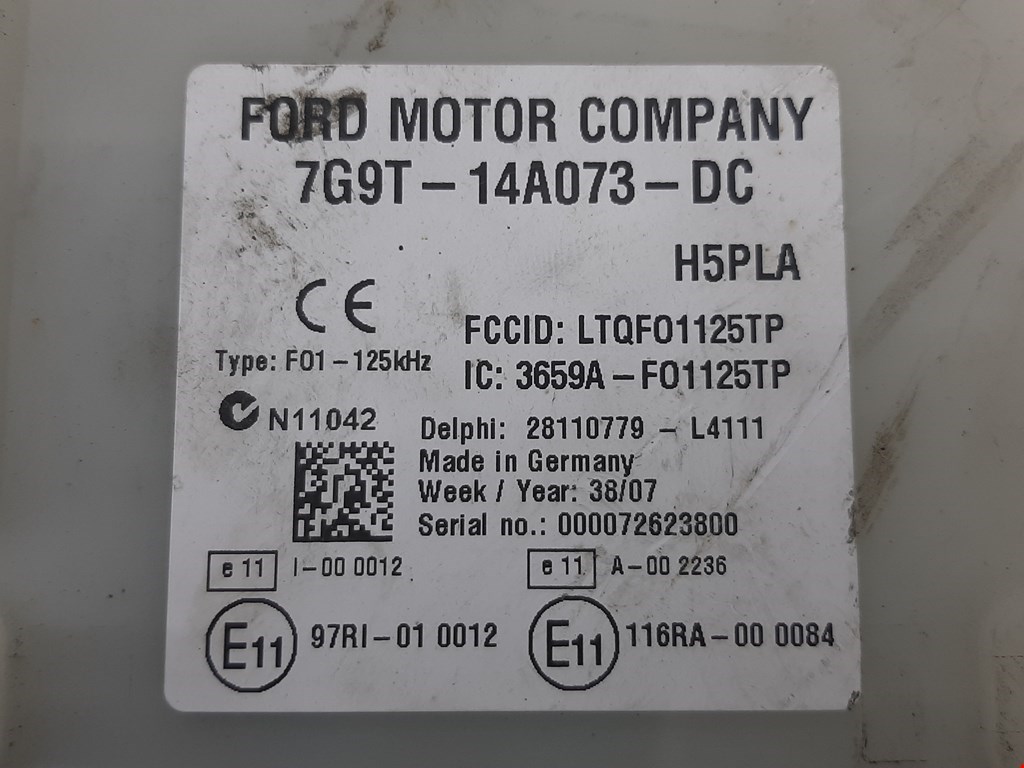 FORD MOTOR COMPANY
7G9T-14A073-DC
H5PLA
CE
FCCID: LTQFO1125TP
Type: FO1-125kHz
IC: 3659A-FO1125TP
N11042
Delphi: 28110779 - L4111
Made in Germany
Week / Year: 38/07
Serial no.: 000072623800
e 11 I-00 0012
e 11 A-00 2236
E11 97RI-01 0012
E11 116RA-00 0084